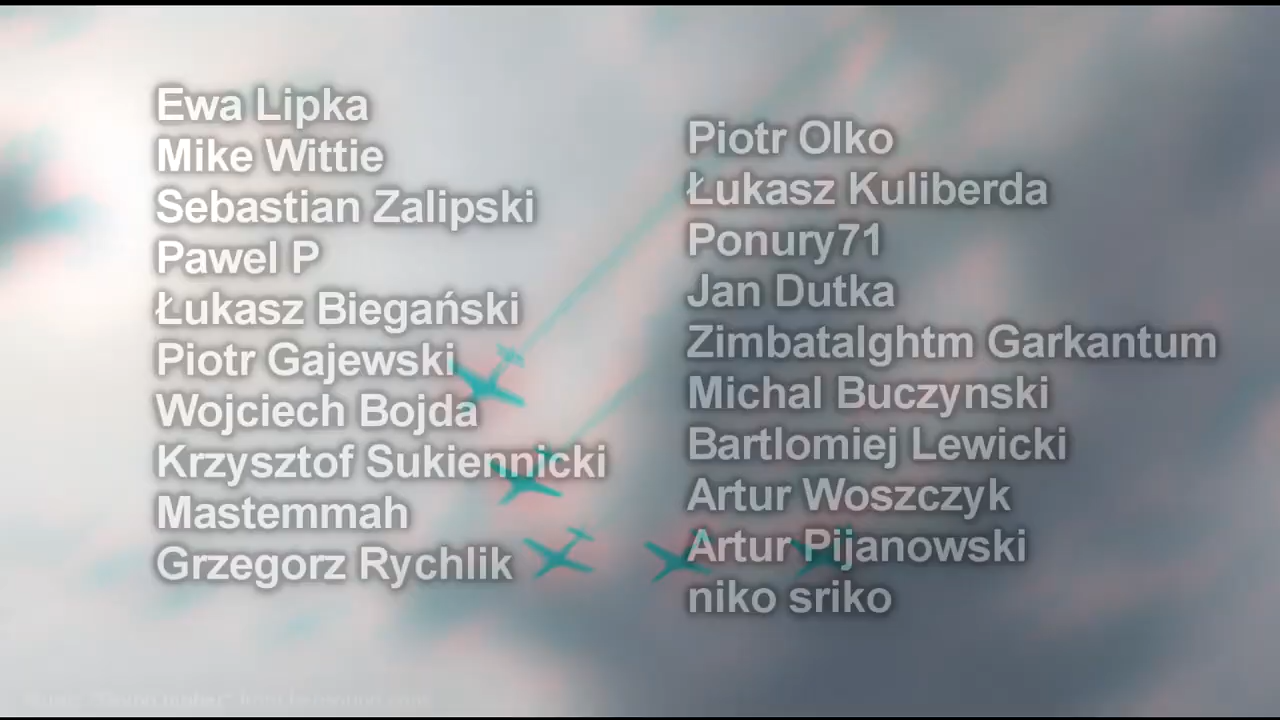 Ewa Lipka
Mike Wittie
Sebastian Zalipski
Pawel P
Łukasz Biegański
Piotr Gajewski
Wojciech Bojda
Krzysztof Sukiennicki
Mastemmah
Grzegorz Rychlik
Piotr Olko
Łukasz Kuliberda
Ponury71
Jan Dutka
Zimbatalghtm Garkantum
Michal Buczynski
Bartlomiej Lewicki
Artur Woszczyk
Artur Pijanowski
niko sriko